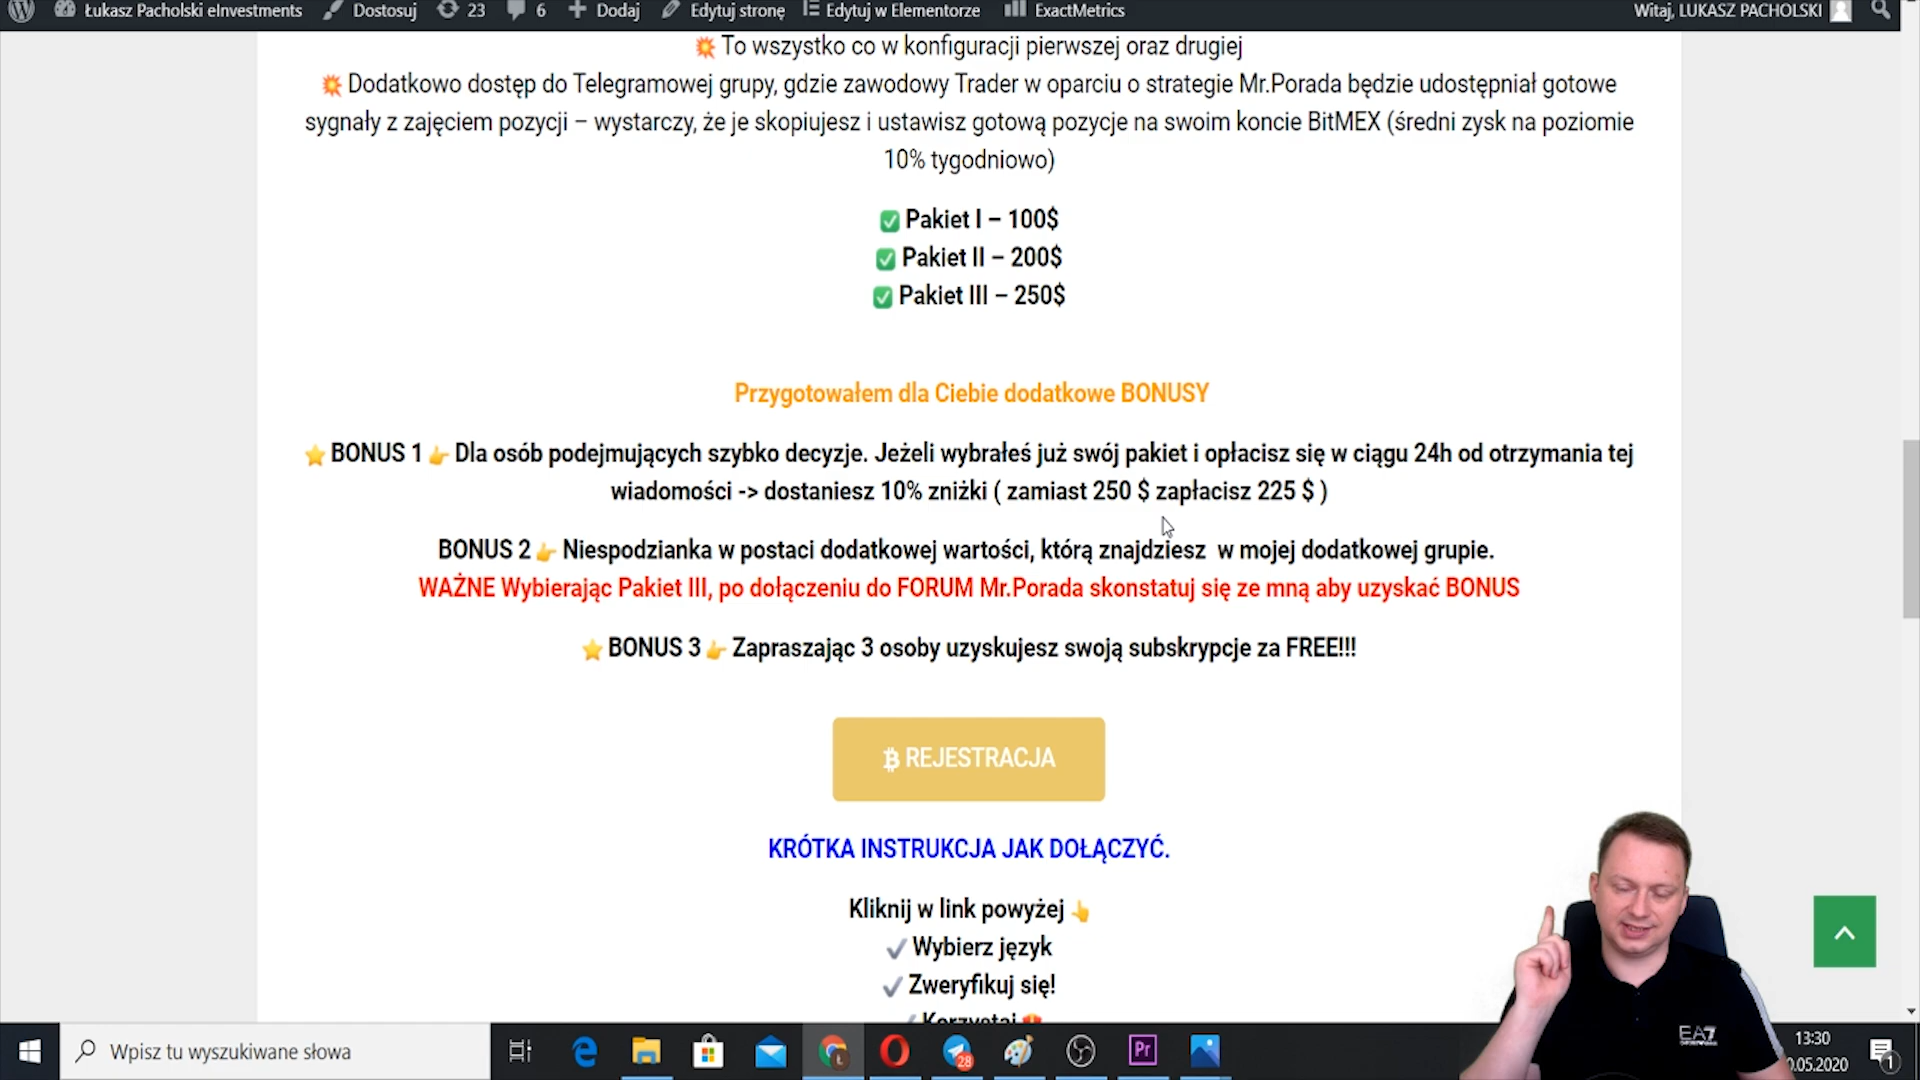 Łukasz Pacholski eInvestments Dostosuj 23 6 Dodaj Edytuj stronę Edytuj w Elementorze ExactMetrics Witaj, LUKASZ PACHOLSKI
To wszystko co w konfiguracji pierwszej oraz drugiej
Dodatkowo dostęp do Telegramowej grupy, gdzie zawodowy Trader w oparciu o strategie Mr.Porada będzie udostępniał gotowe
sygnały z zajęciem pozycji – wystarczy, że je skopiujesz i ustawisz gotową pozycje na swoim koncie BitMEX (średni zysk na poziomie
10% tygodniowo)
Pakiet I – 100$
Pakiet II – 200$
Pakiet III – 250$
Przygotowałem dla Ciebie dodatkowe BONUSY
BONUS 1 Dla osób podejmujących szybko decyzje. Jeżeli wybrałeś już swój pakiet i opłacisz się w ciągu 24h od otrzymania tej
wiadomości -> dostaniesz 10% zniżki ( zamiast 250 $ zapłacisz 225 $ )
BONUS 2 Niespodzianka w postaci dodatkowej wartości, którą znajdziesz w mojej dodatkowej grupie.
WAŻNE Wybierając Pakiet III, po dołączeniu do FORUM Mr.Porada skonstatuj się ze mną aby uzyskać BONUS
BONUS 3 Zapraszając 3 osoby uzyskujesz swoją subskrypcje za FREE!!!
REJESTRACJA
KRÓTKA INSTRUKCJA JAK DOŁĄCZYĆ.
Kliknij w link powyżej
Wybierz język
Zweryfikuj się!
Korzystaj
EA7
Wpisz tu wyszukiwane słowa
28
Pr
13:30
0.05.2020
1